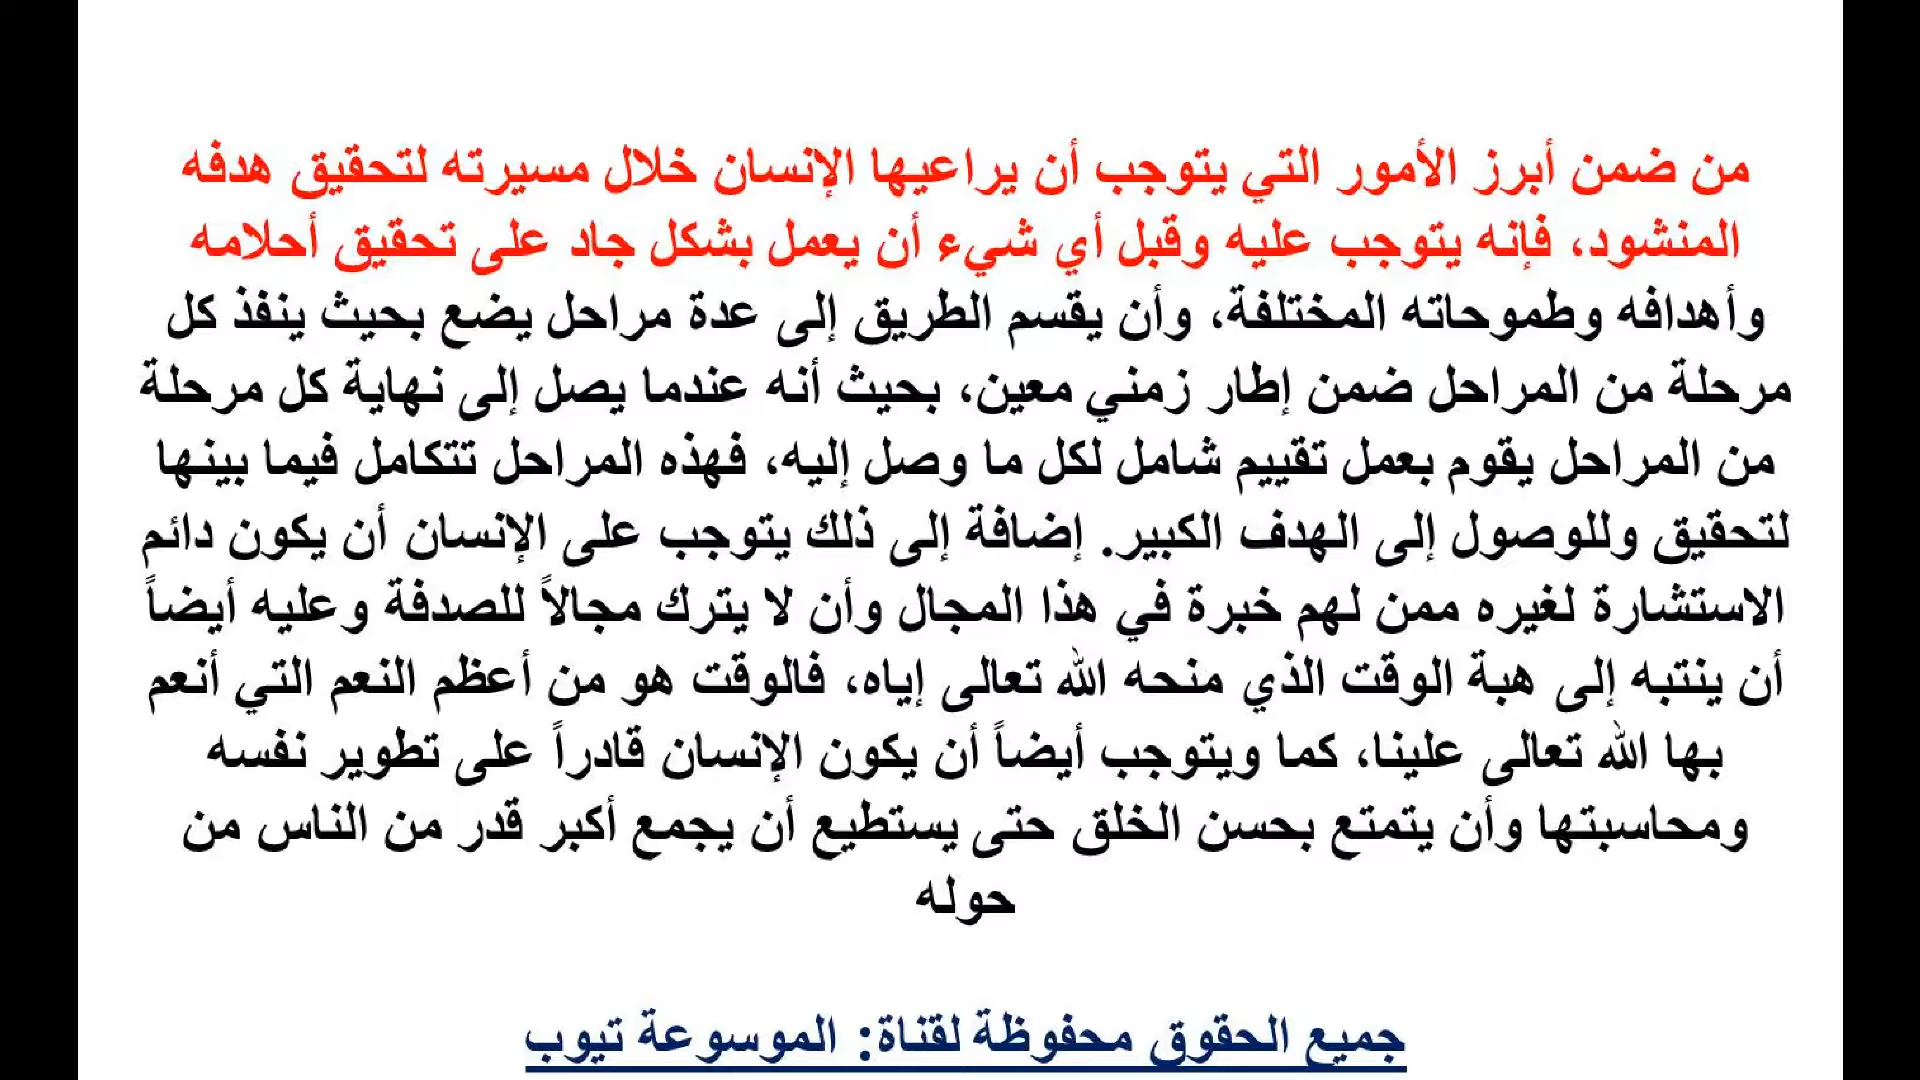 من ضمن أبرز الأمور التي يتوجب أن يراعيها الإنسان خلال مسيرته لتحقيق هدفه
المنشود، فإنه يتوجب عليه وقبل أي شيء أن يعمل بشكل جاد على تحقيق أحلامه
وأهدافه وطموحاته المختلفة، وأن يقسم الطريق إلى عدة مراحل يضع بحيث ينفذ كل
مرحلة من المراحل ضمن إطار زمني معين، بحيث أنه عندما يصل إلى نهاية كل مرحلة
من المراحل يقوم بعمل تقييم شامل لكل ما وصل إليه، فهذه المراحل تتكامل فيما بينها
لتحقيق وللوصول إلى الهدف الكبير. إضافة إلى ذلك يتوجب على الإنسان أن يكون دائم
الاستشارة لغيره ممن لهم خبرة في هذا المجال وأن لا يترك مجالاً للصدفة وعليه أيضاً
أن ينتبه إلى هبة الوقت الذي منحه الله تعالى إياه، فالوقت هو من أعظم النعم التي أنعم
بها الله تعالى علينا، كما ويتوجب أيضاً أن يكون الإنسان قادراً على تطوير نفسه
ومحاسبتها وأن يتمتع بحسن الخلق حتى يستطيع أن يجمع أكبر قدر من الناس من
حوله
جميع الحقوق محفوظة لقناة: الموسوعة تيوب